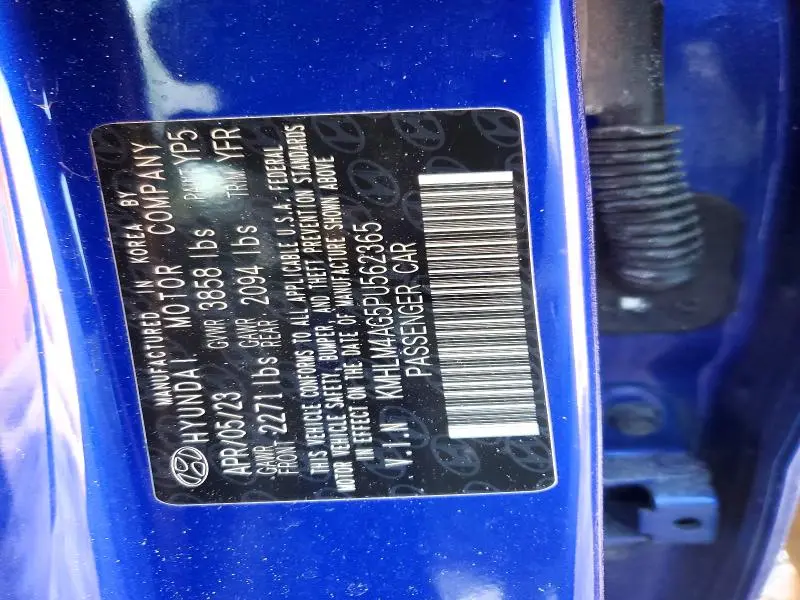 MANUFACTURED IN KOREA BY
HYUNDAI MOTOR COMPANY
APR/05/23 GVWR 3858 lbs PAINT YP5
GAWR FRONT 2271 lbs GAWR REAR 2094 lbs TRIM YFR
THIS VEHICLE CONFORMS TO ALL APPLICABLE U.S.A. FEDERAL
MOTOR VEHICLE SAFETY, BUMPER, AND THEFT PREVENTION STANDARDS
IN EFFECT ON THE DATE OF MANUFACTURE SHOWN ABOVE
V.I.N KMHLM4AG5PU562365
PASSENGER CAR